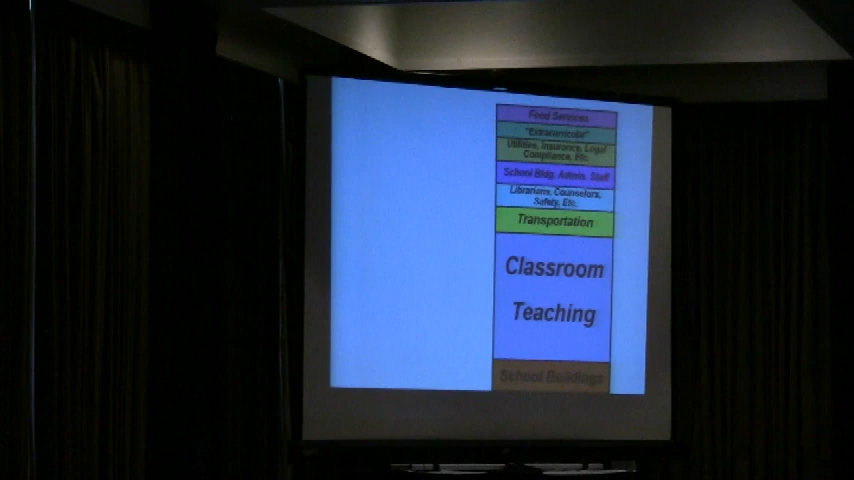 Food Services
"Extracurricular"
Utilities, Insurance, Legal
Compliance, Etc.
School Bldg. Admin. Staff
Librarians, Counselors,
Safety, Etc.
Transportation
Classroom
Teaching
School Buildings